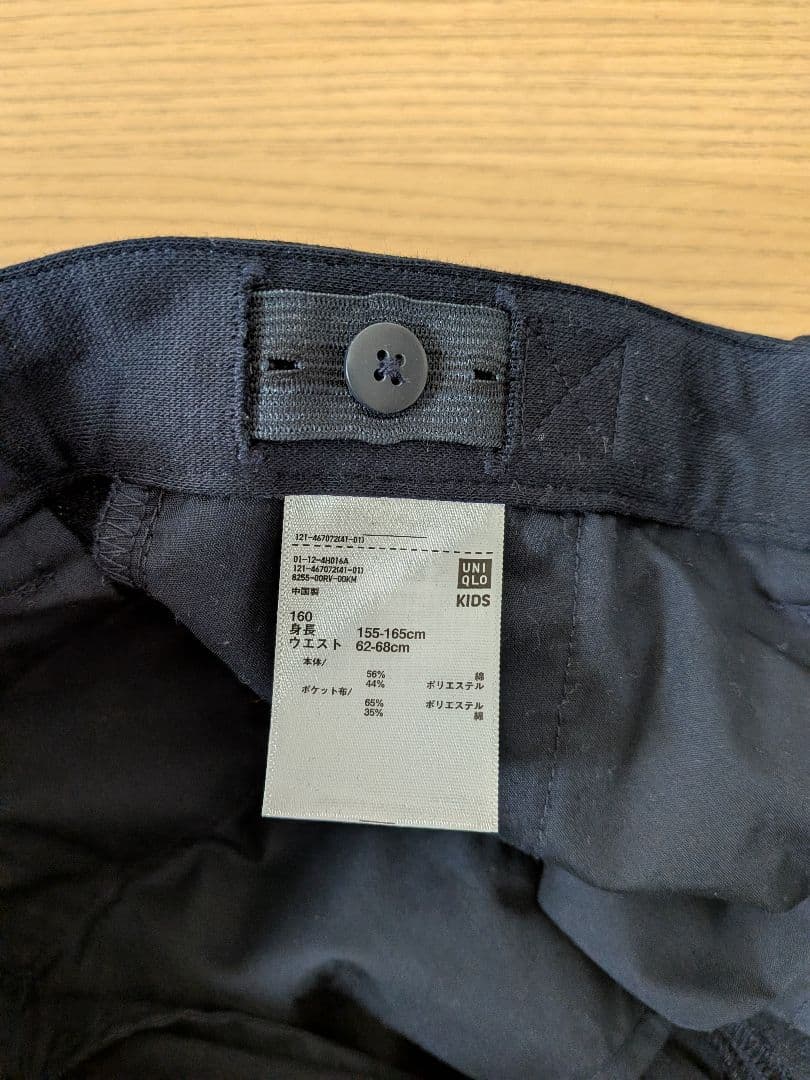 121-467072(41-01)
01-12-4H016A
121-467072(41-01)
8255-00RV-00KM
中国製
UNI
QLO
KIDS
160
身長 155-165cm
ウエスト 62-68cm
本体/
56% 綿
44% ポリエステル
ポケット布/
65% ポリエステル
35% 綿